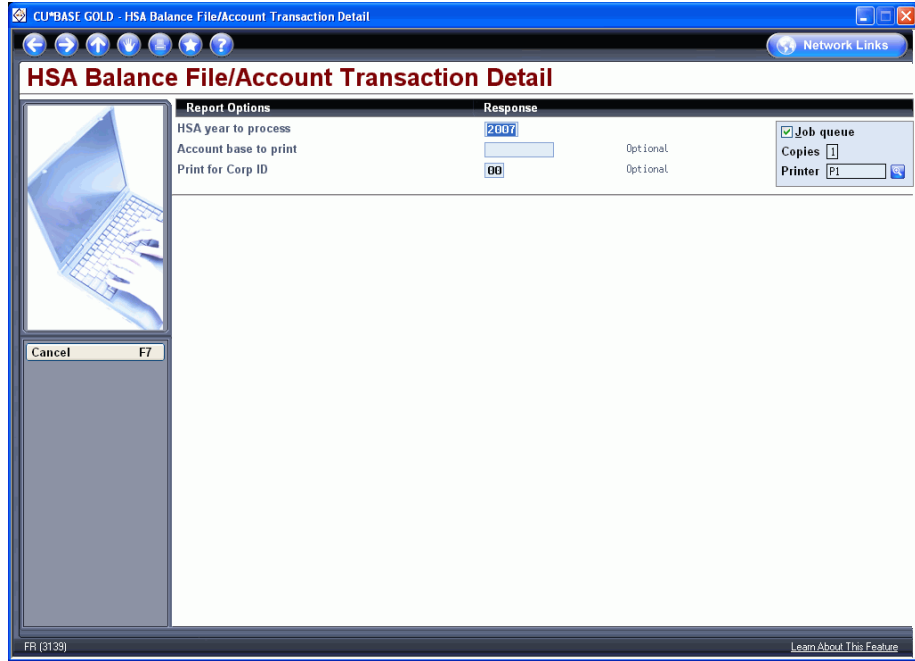 CU*BASE GOLD - HSA Balance File/Account Transaction Detail
Network Links
HSA Balance File/Account Transaction Detail
Report Options Response
HSA year to process 2007
Account base to print Optional
Print for Corp ID 00 Optional
Job queue
Copies 1
Printer P1
Cancel F7
FR (3139) Learn About This Feature